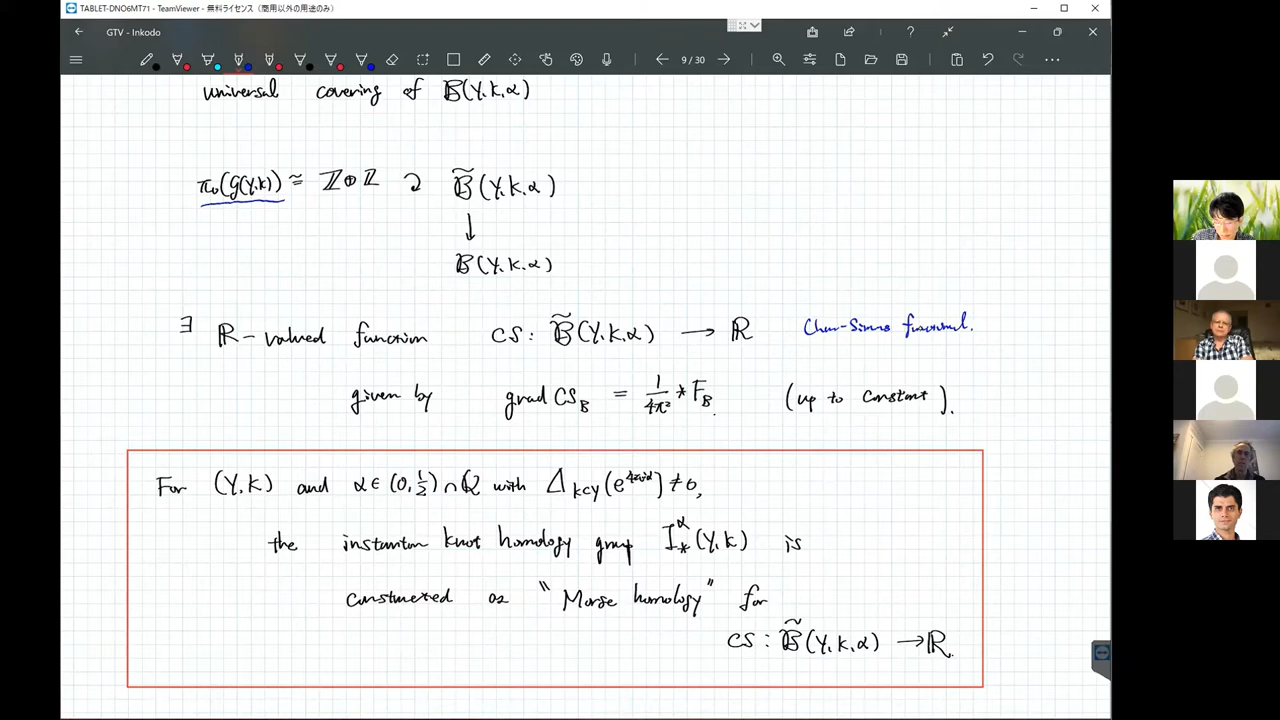 TABLET-DNO6MT71 - TeamViewer - 無料ライセンス (商用以外の用途のみ)
GTV - Inkodo
9 / 30
universal covering of 𝔹(Y,K,α)
π₀(G(Y,K)) ≅ ℤ⊕ℤ ↻ 𝔹̃(Y,K,α)
↓
𝔹(Y,K,α)
∃ ℝ-valued function CS : 𝔹̃(Y,K,α) → ℝ Chern-Simons functional.
given by grad CS_B = 1/4π² * F_B. (up to constant).
For (Y,K) and α ∈ (0,1/2) ∩ ℚ with Δ_{K⊂Y}(e^{4πiα}) ≠ 0,
the instanton knot homology group I^α_*(Y,K) is
constructed as "Morse homology" for
CS : 𝔹̃(Y,K,α) → ℝ.